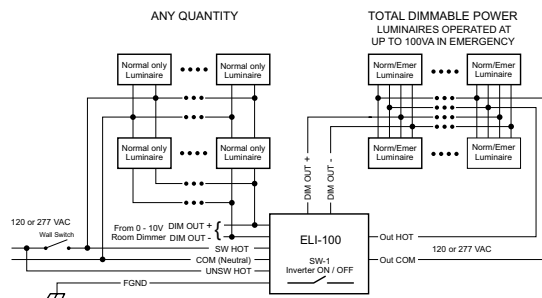 ANY QUANTITY
TOTAL DIMMABLE POWER
LUMINAIRES OPERATED AT
UP TO 100VA IN EMERGENCY
Normal only
Luminaire
Normal only
Luminaire
Norm/Emer
Luminaire
Norm/Emer
Luminaire
Normal only
Luminaire
Normal only
Luminaire
Norm/Emer
Luminaire
Norm/Emer
Luminaire
DIM OUT +
DIM OUT -
120 or 277 VAC
Wall Switch
From 0 - 10V
Room Dimmer
DIM OUT +
DIM OUT -
{
SW HOT
COM (Neutral)
UNSW HOT
FGND
ELI-100
SW-1
Inverter ON / OFF
Out HOT
120 or 277 VAC
Out COM